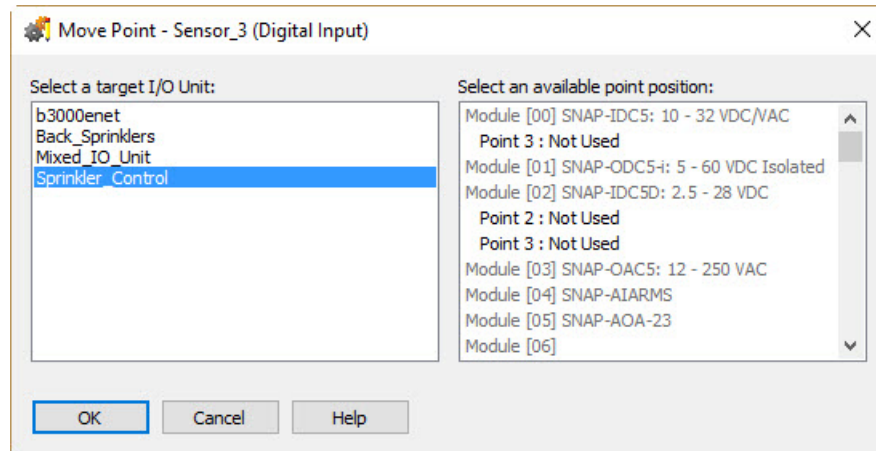 Move Point - Sensor_3 (Digital Input)
Select a target I/O Unit:
b3000enet
Back_Sprinklers
Mixed_IO_Unit
Sprinkler_Control
Select an available point position:
Module [00] SNAP-IDC5: 10 - 32 VDC/VAC
Point 3 : Not Used
Module [01] SNAP-ODC5-i: 5 - 60 VDC Isolated
Module [02] SNAP-IDC5D: 2.5 - 28 VDC
Point 2 : Not Used
Point 3 : Not Used
Module [03] SNAP-OAC5: 12 - 250 VAC
Module [04] SNAP-AIARMS
Module [05] SNAP-AOA-23
Module [06]
OK Cancel Help